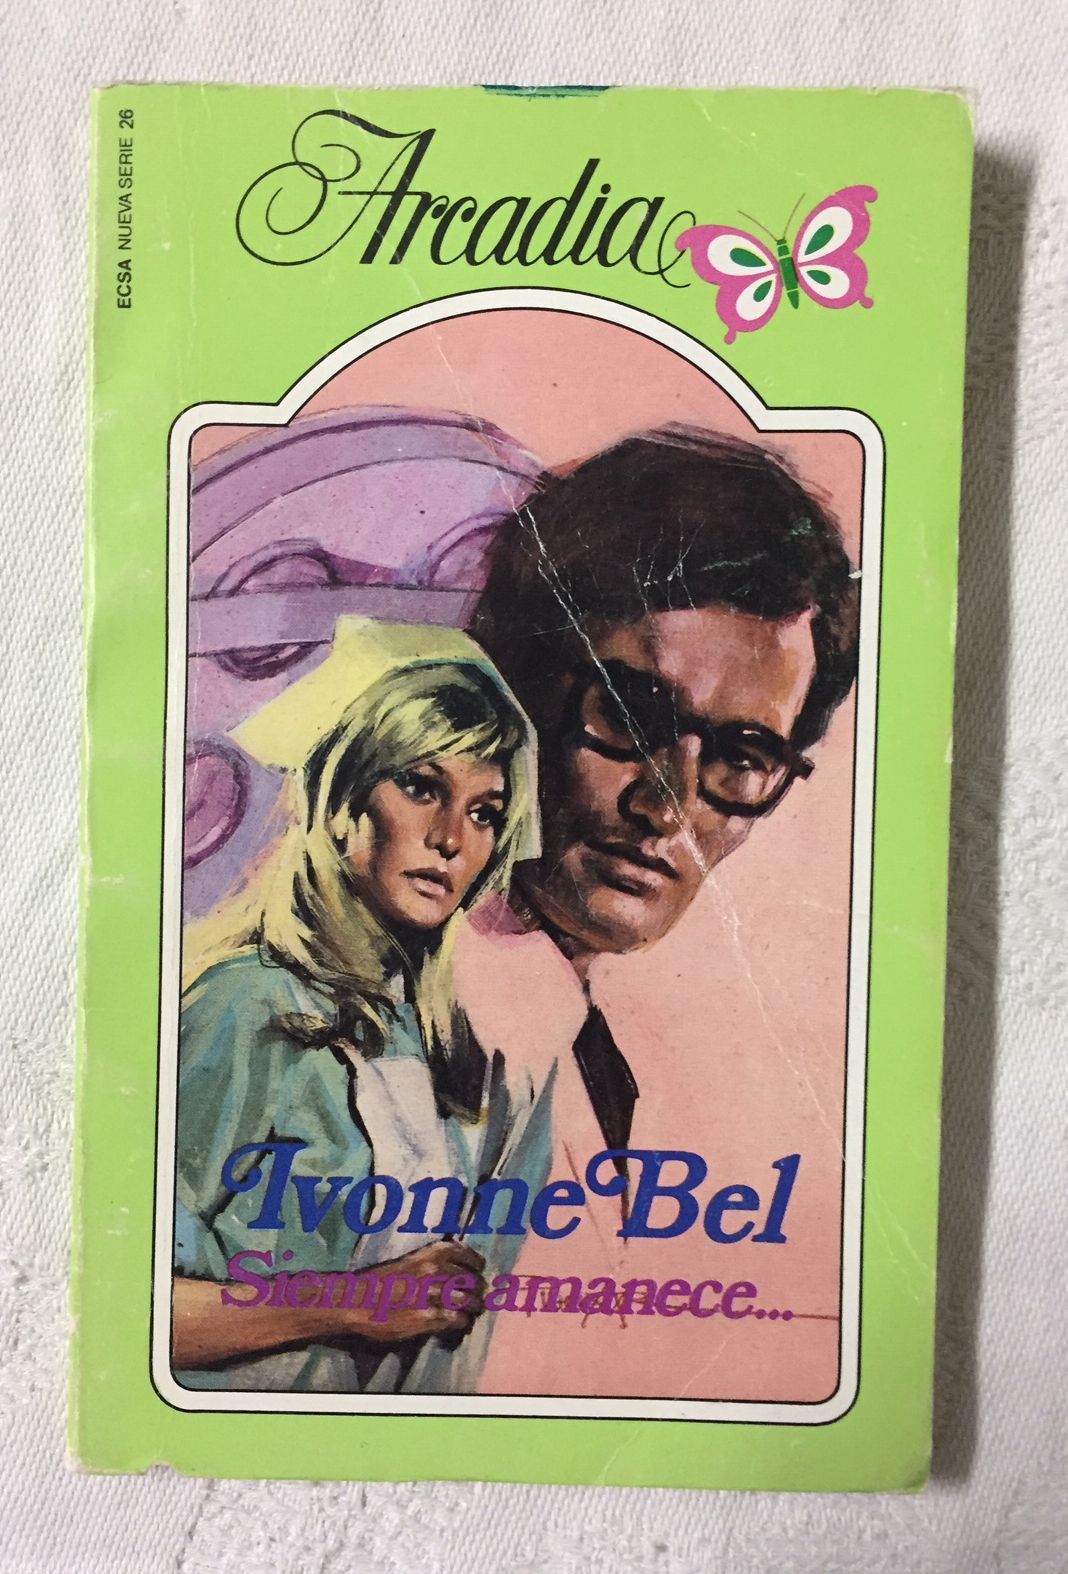 ECSA NUEVA SERIE 26
Arcadia
Ivonne Bel
Siempre amanece...